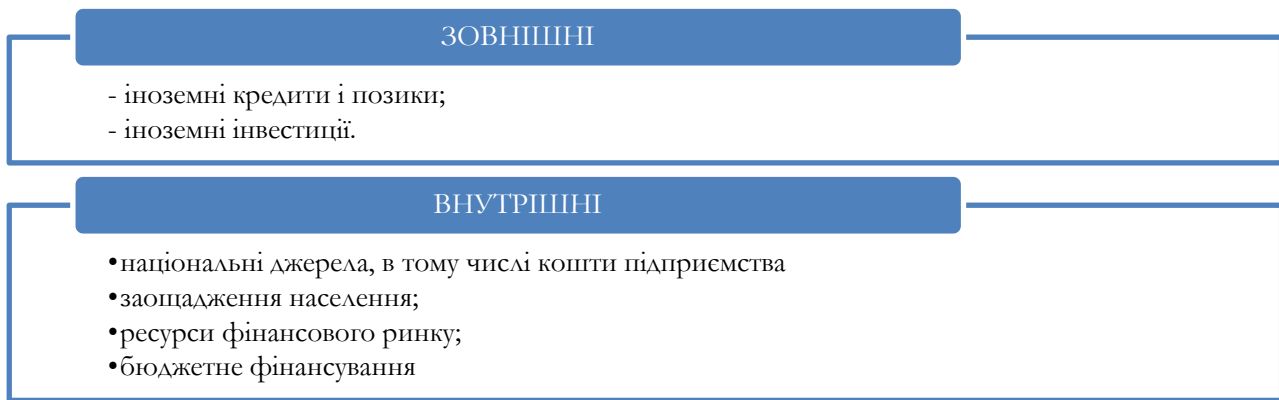 ЗОВНІШНІ
- іноземні кредити і позики;
- іноземні інвестиції.
ВНУТРІШНІ
•національні джерела, в тому числі кошти підприємства
•заощадження населення;
•ресурси фінансового ринку;
•бюджетне фінансування